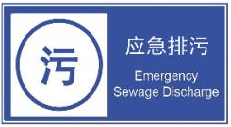 污
应急排污
Emergency
Sewage Discharge